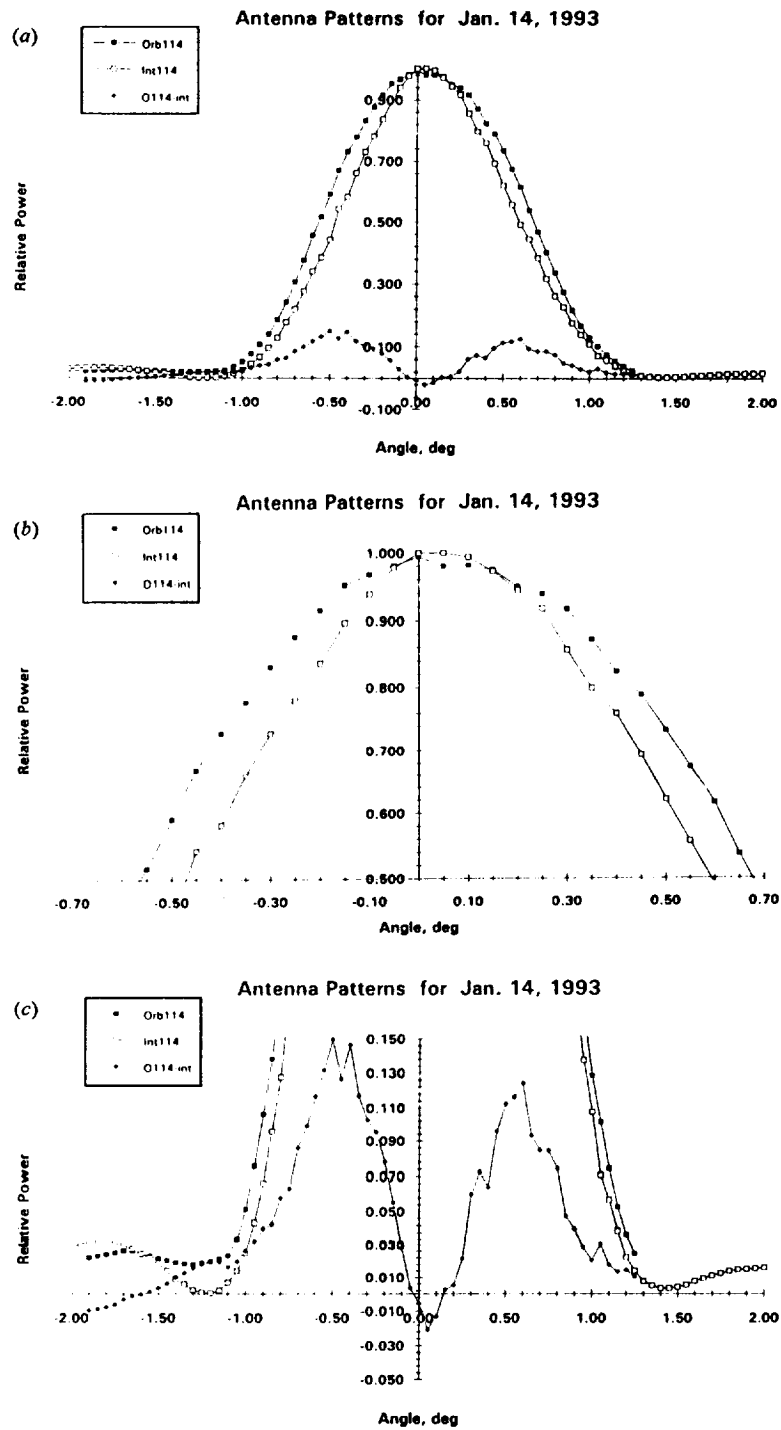 (a)
Antenna Patterns for Jan. 14, 1993
Orb114
Int114
O114-int
Relative Power
0.900
0.700
0.500
0.300
0.100
-0.100
-2.00 -1.50 -1.00 -0.50 0.00 0.50 1.00 1.50 2.00
Angle, deg
(b)
Antenna Patterns for Jan. 14, 1993
Orb114
Int114
O114-int
Relative Power
1.000
0.900
0.800
0.700
0.600
0.500
-0.70 -0.50 -0.30 -0.10 0.10 0.30 0.50 0.70
Angle, deg
(c)
Antenna Patterns for Jan. 14, 1993
Orb114
Int114
O114-int
Relative Power
0.150
0.130
0.110
0.090
0.070
0.050
0.030
0.010
-0.010
-0.030
-0.050
-2.00 -1.50 -1.00 -0.50 0.00 0.50 1.00 1.50 2.00
Angle, deg